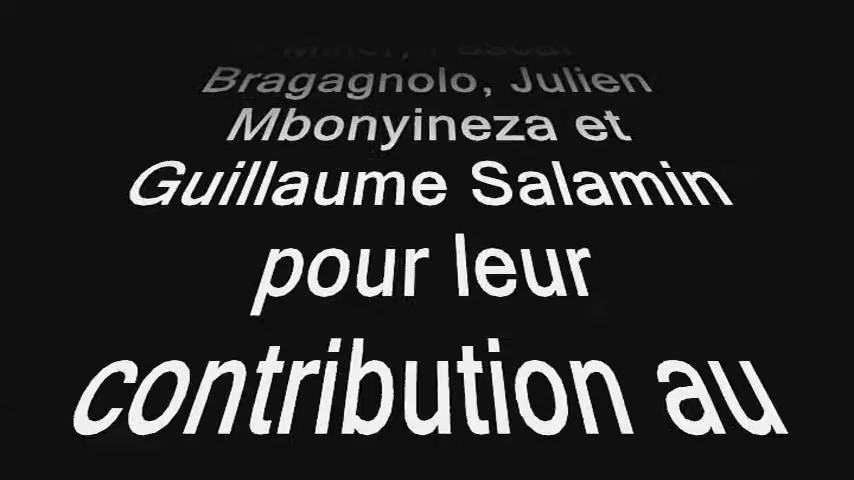 Bragagnolo, Julien
Mbonyineza et
Guillaume Salamin
pour leur
contribution au